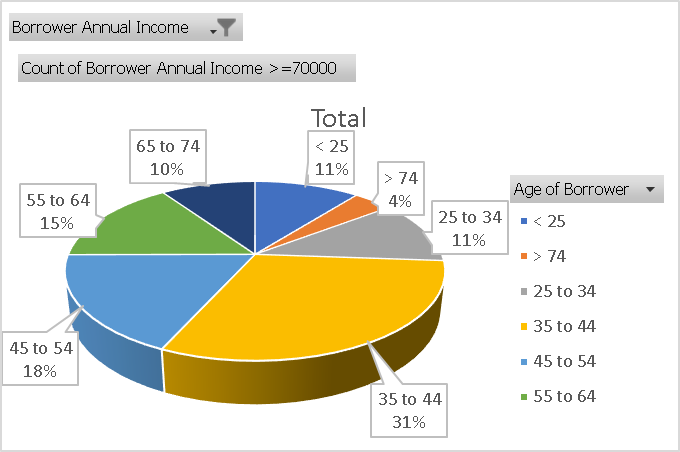 Borrower Annual Income
Count of Borrower Annual Income >=70000
Total
65 to 74
10%
< 25
11%
> 74
4%
55 to 64
15%
25 to 34
11%
45 to 54
18%
35 to 44
31%
Age of Borrower
< 25
> 74
25 to 34
35 to 44
45 to 54
55 to 64